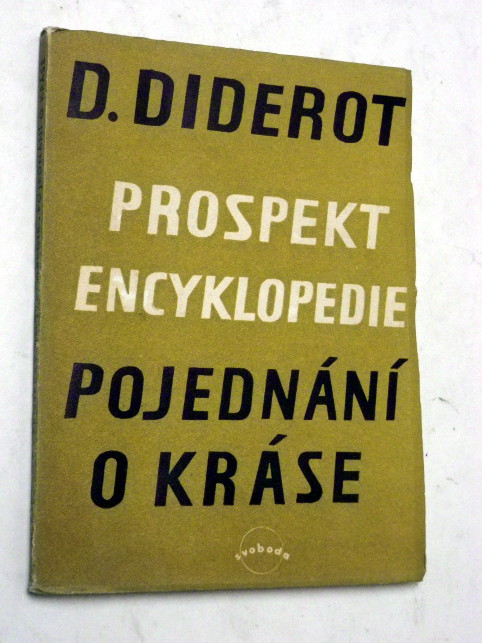 D. DIDEROT
PROSPEKT
ENCYKLOPEDIE
POJEDNÁNÍ
O KRÁSE
svoboda